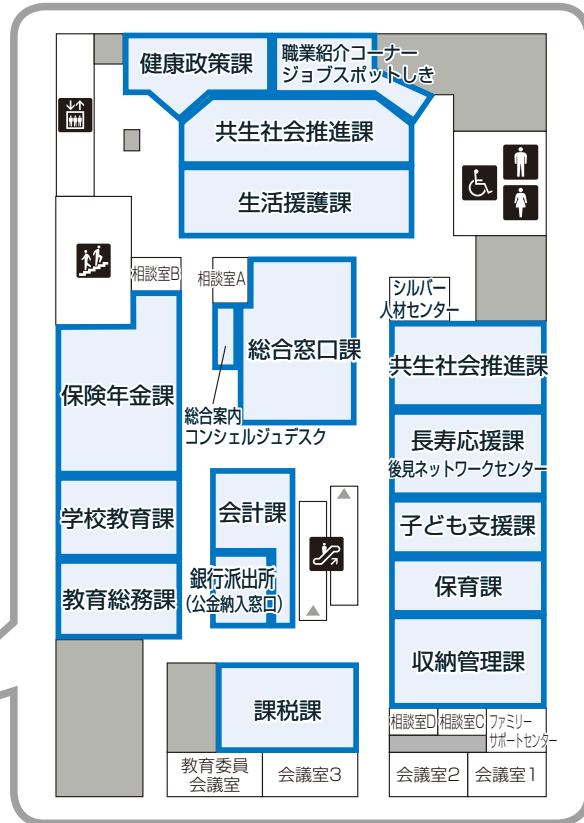 健康政策課
職業紹介コーナー
ジョブスポットしき
共生社会推進課
生活援護課
相談室B
相談室A
シルバー
人材センター
総合窓口課
共生社会推進課
保険年金課
総合案内
コンシェルジュデスク
長寿応援課
後見ネットワークセンター
学校教育課
会計課
子ども支援課
教育総務課
銀行派出所
(公金納入窓口)
保育課
収納管理課
課税課
相談室D
相談室C
ファミリー
サポートセンター
教育委員
会議室
会議室3
会議室2
会議室1